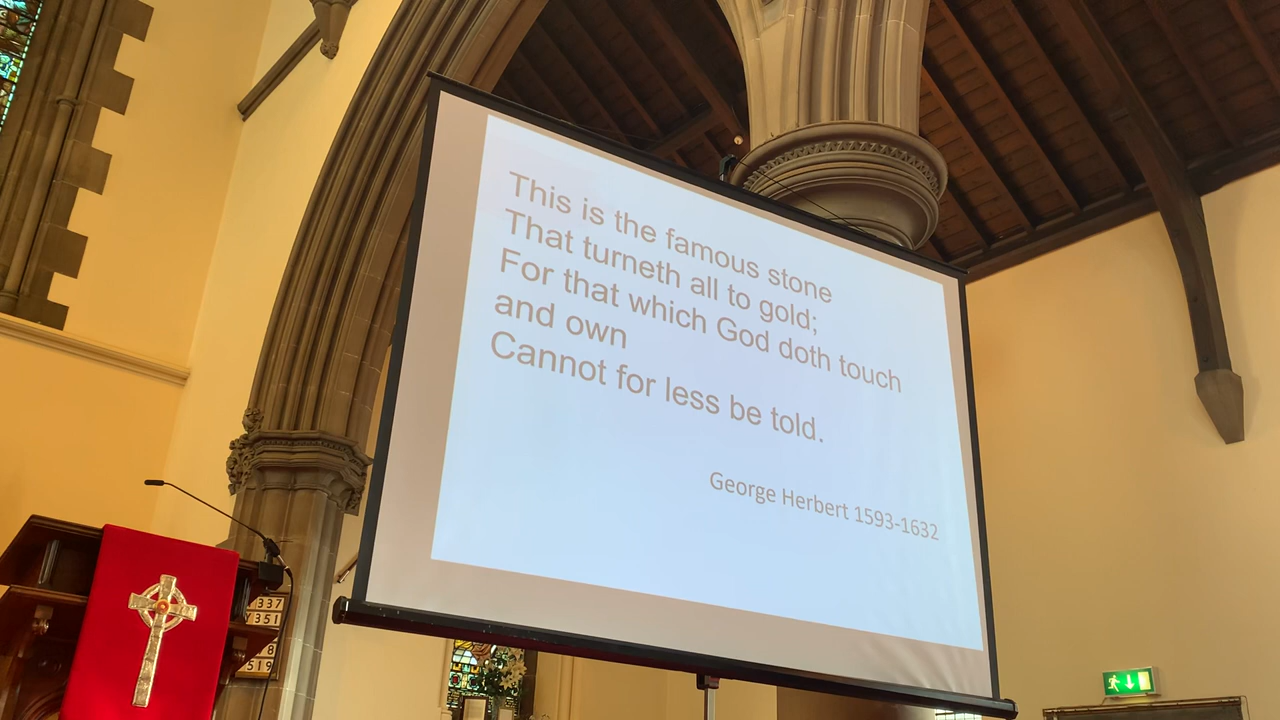 This is the famous stone
That turneth all to gold;
For that which God doth touch
and own
Cannot for less be told.
George Herbert 1593-1632
337
351
8
519